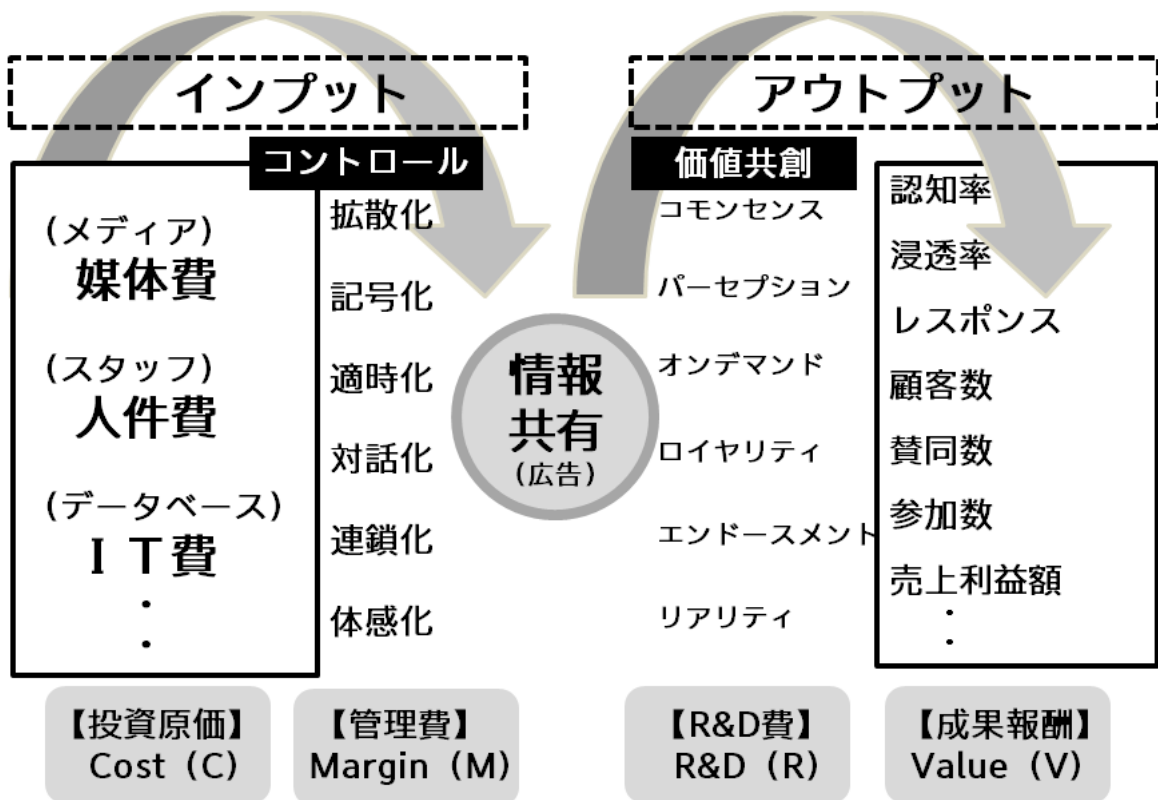 インプット
コントロール
(メディア)
媒体費
(スタッフ)
人件費
(データベース)
ＩＴ費
・
・
拡散化
記号化
適時化
対話化
連鎖化
体感化
情報
共有
(広告)
アウトプット
価値共創
コモンセンス
パーセプション
オンデマンド
ロイヤリティ
エンドースメント
リアリティ
認知率
浸透率
レスポンス
顧客数
賛同数
参加数
売上利益額
・
・
【投資原価】
Cost (C)
【管理費】
Margin (M)
【R&D費】
R&D (R)
【成果報酬】
Value (V)